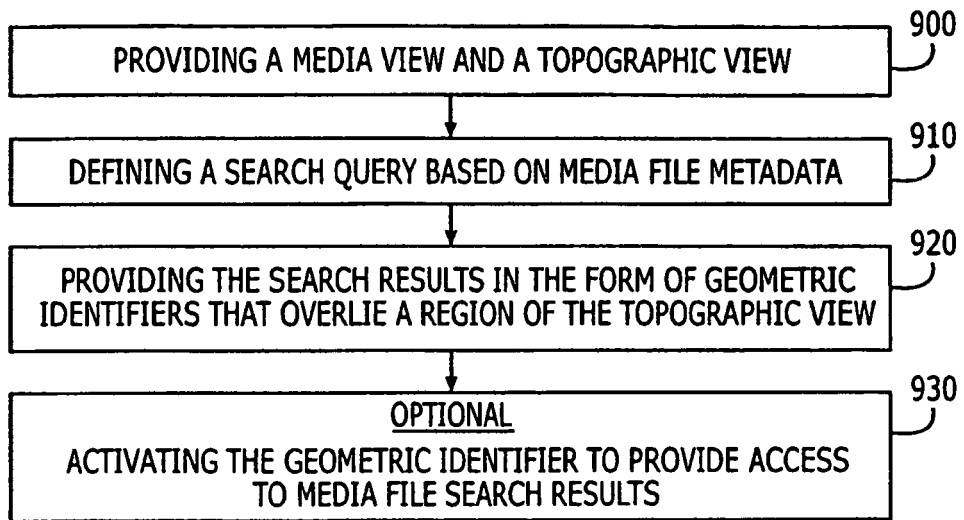 900
PROVIDING A MEDIA VIEW AND A TOPOGRAPHIC VIEW
910
DEFINING A SEARCH QUERY BASED ON MEDIA FILE METADATA
920
PROVIDING THE SEARCH RESULTS IN THE FORM OF GEOMETRIC
IDENTIFIERS THAT OVERLIE A REGION OF THE TOPOGRAPHIC VIEW
930
OPTIONAL
ACTIVATING THE GEOMETRIC IDENTIFIER TO PROVIDE ACCESS
TO MEDIA FILE SEARCH RESULTS